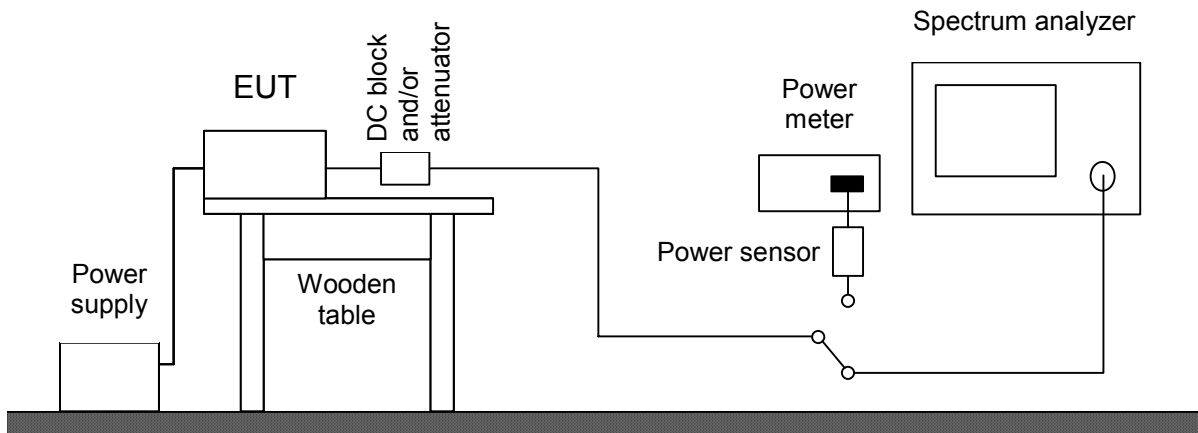 Spectrum analyzer
EUT
DC block
and/or
attenuator
Power
meter
Power sensor
Power
supply
Wooden
table